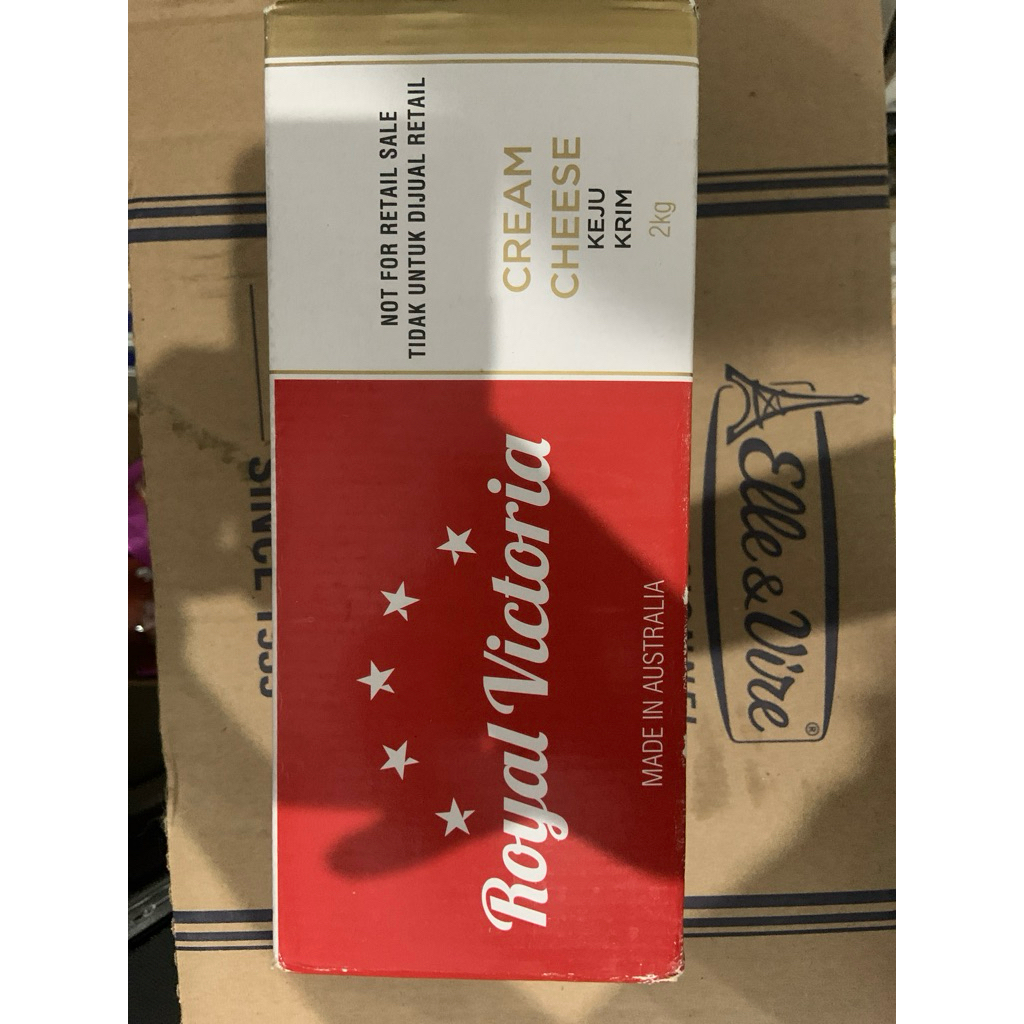 Royal Victoria
MADE IN AUSTRALIA
NOT FOR RETAIL SALE
TIDAK UNTUK DIJUAL RETAIL
CREAM
CHEESE
KEJU
KRIM
2kg
Elle & Vire
®
SINCE